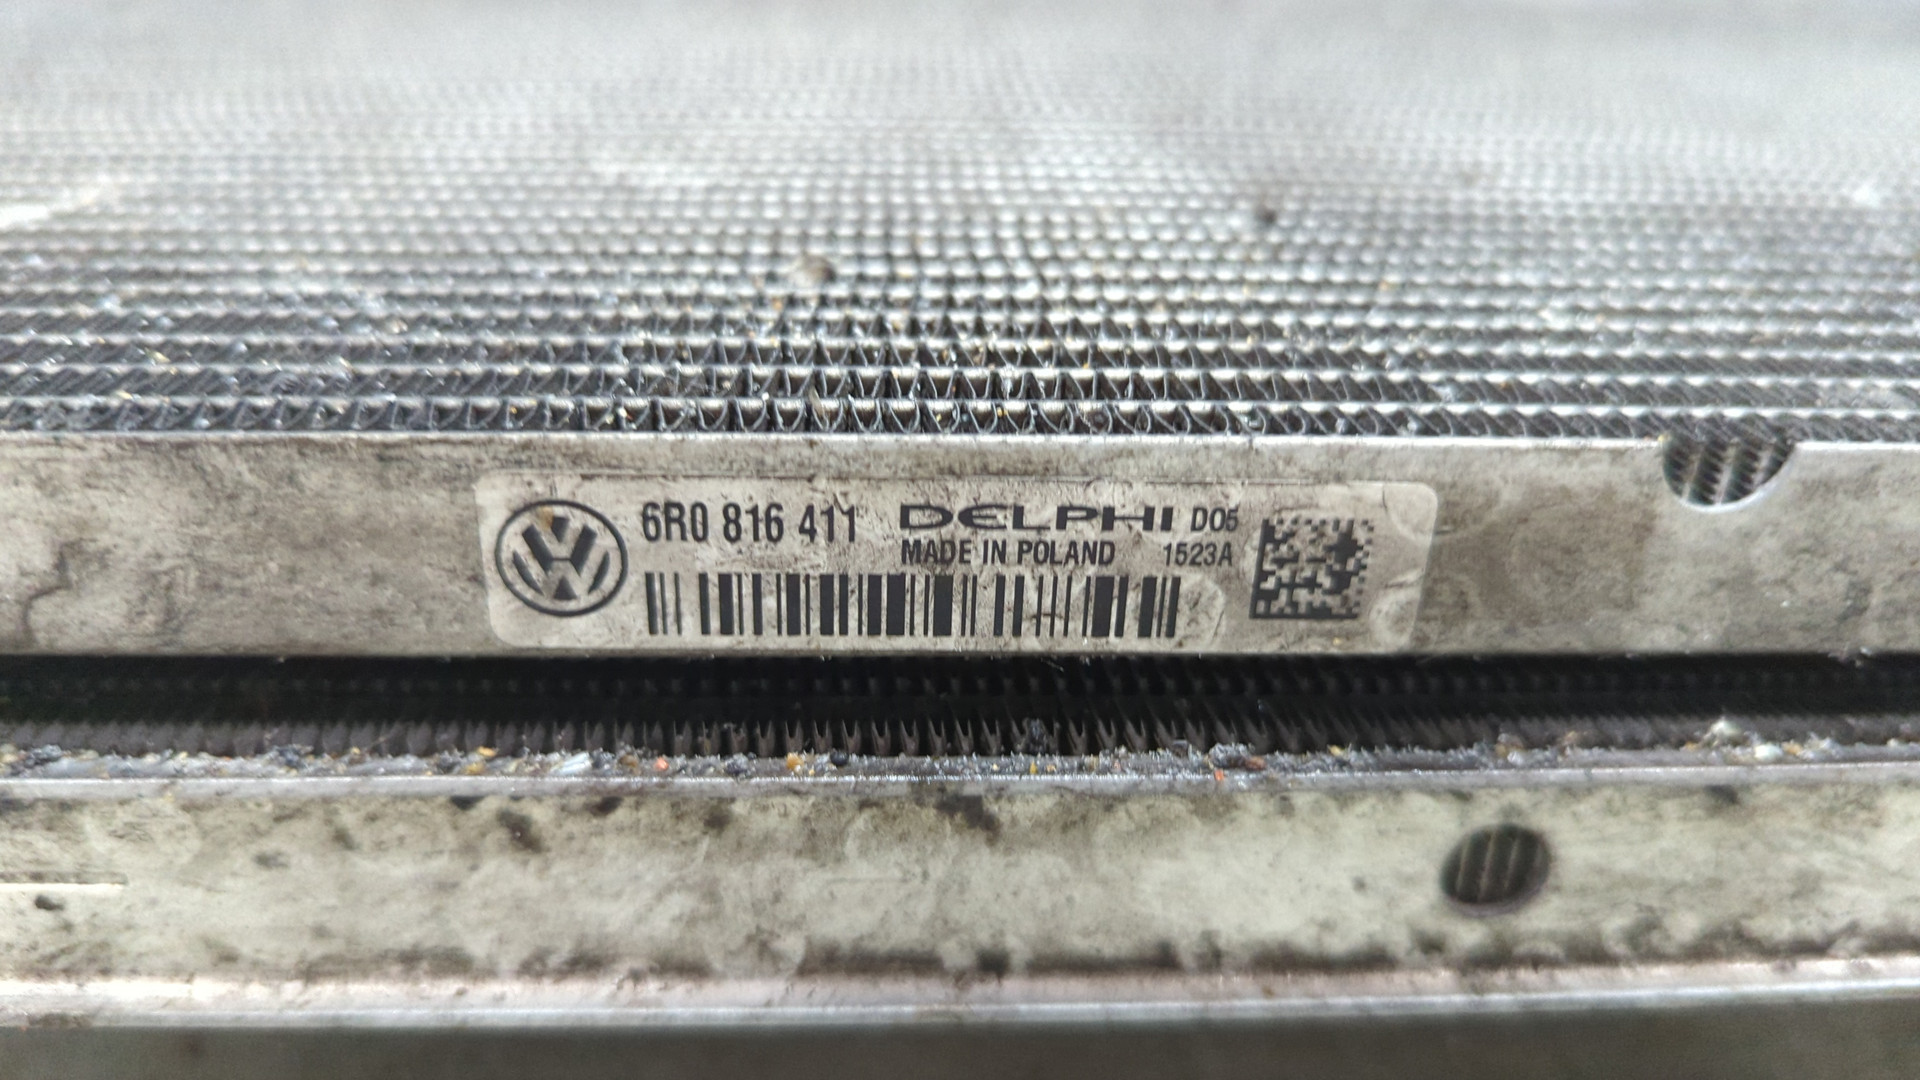 6R0 816 411 DELPHI D05
MADE IN POLAND 1523A